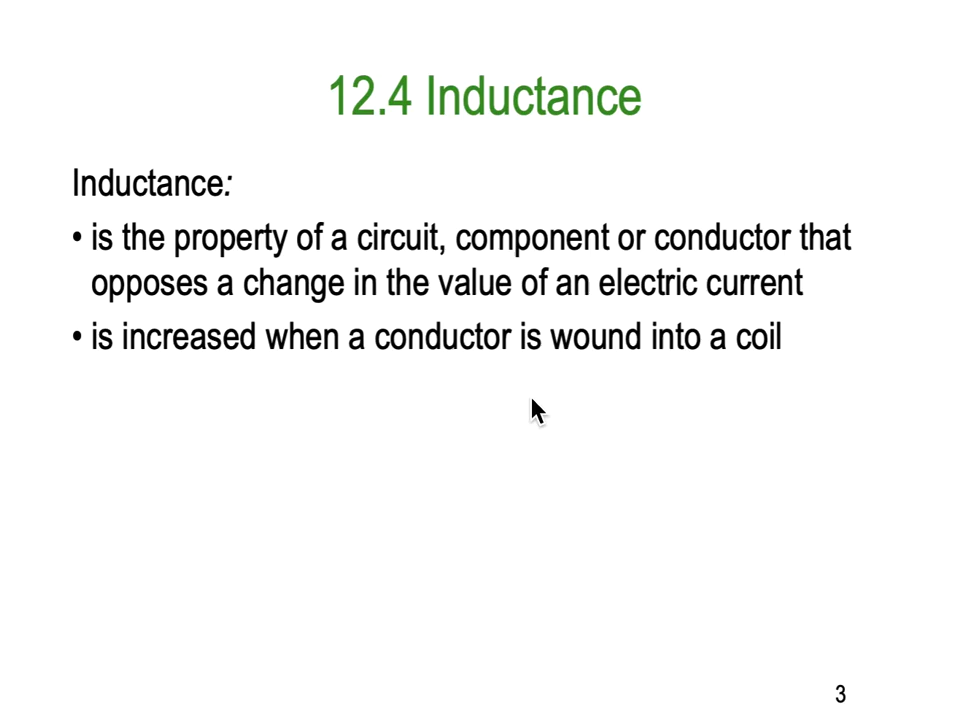 12.4 Inductance
Inductance:
• is the property of a circuit, component or conductor that
opposes a change in the value of an electric current
• is increased when a conductor is wound into a coil
3